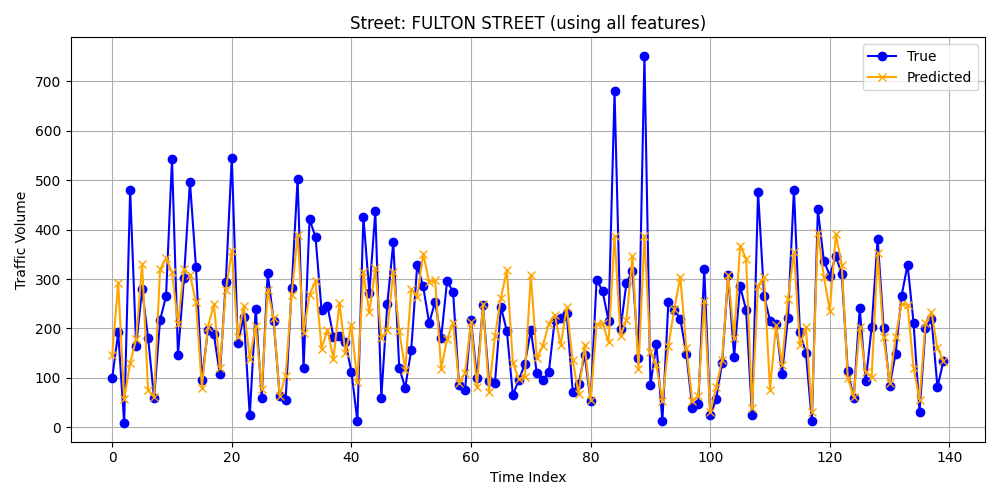 Street: FULTON STREET (using all features)
True
Predicted
Traffic Volume
700
600
500
400
300
200
100
0
0 20 40 60 80 100 120 140
Time Index